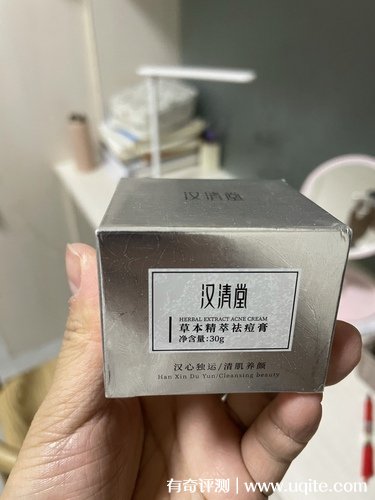 汉清堂
汉清堂
HERBAL EXTRACT ACNE CREAM
草本精萃祛痘膏
净含量:30g
汉心独运/清肌养颜
Han Xin Du Yun/Cleansing beauty
有奇评测 | www.uqite.com